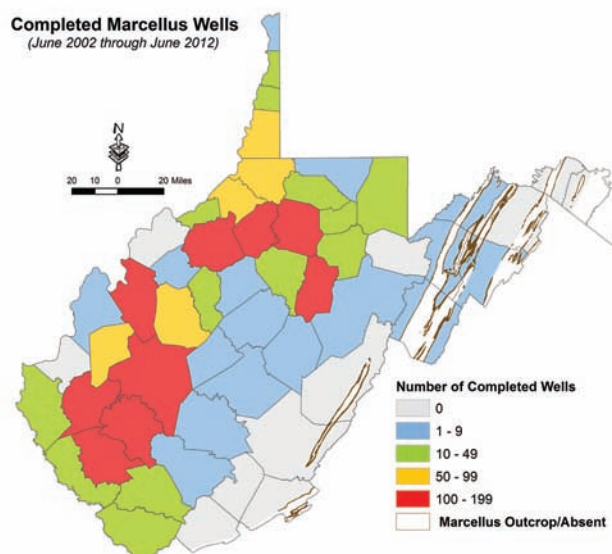 Completed Marcellus Wells
(June 2002 through June 2012)
N
20 10 0 20 Miles
Number of Completed Wells
0
1 - 9
10 - 49
50 - 99
100 - 199
Marcellus Outcrop/Absent